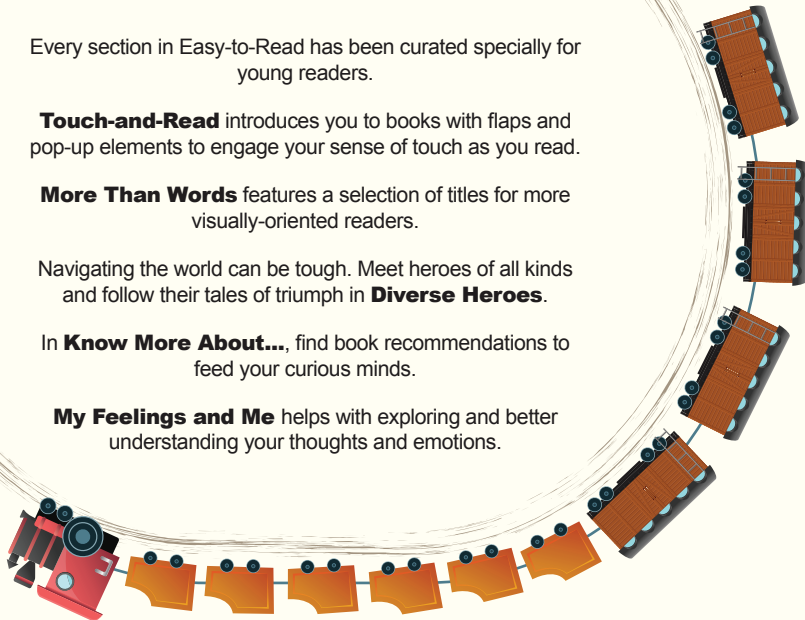 Every section in Easy-to-Read has been curated specially for
young readers.
Touch-and-Read introduces you to books with flaps and
pop-up elements to engage your sense of touch as you read.
More Than Words features a selection of titles for more
visually-oriented readers.
Navigating the world can be tough. Meet heroes of all kinds
and follow their tales of triumph in Diverse Heroes.
In Know More About..., find book recommendations to
feed your curious minds.
My Feelings and Me helps with exploring and better
understanding your thoughts and emotions.